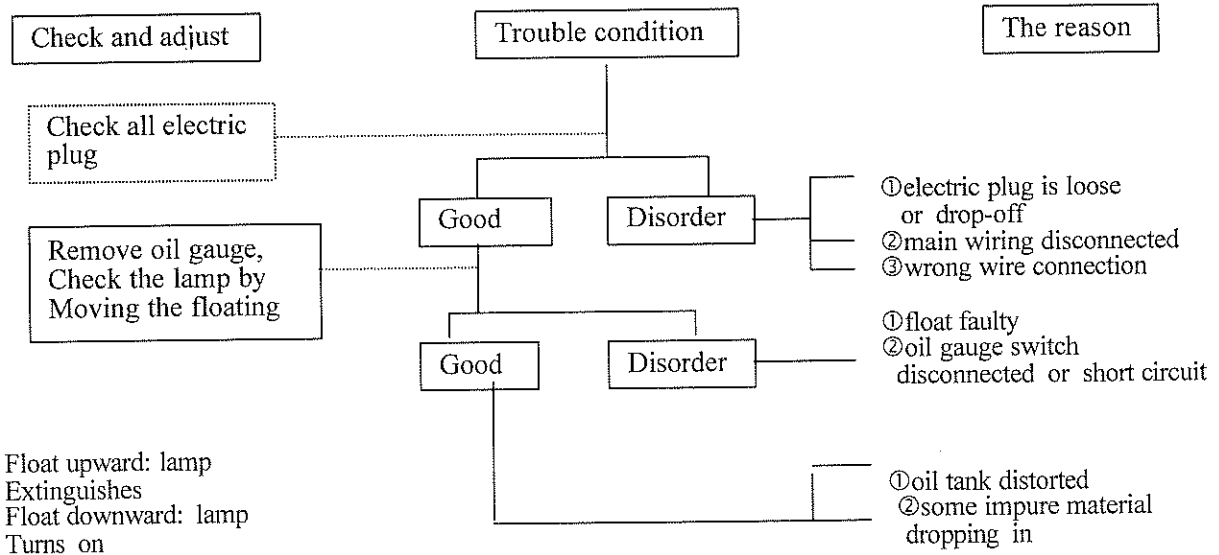 Check and adjust
Trouble condition
The reason
Check all electric
plug
Good
Disorder
①electric plug is loose
or drop-off
②main wiring disconnected
③wrong wire connection
Remove oil gauge,
Check the lamp by
Moving the floating
Good
Disorder
①float faulty
②oil gauge switch
disconnected or short circuit
Float upward: lamp
Extinguishes
Float downward: lamp
Turns on
①oil tank distorted
②some impure material
dropping in